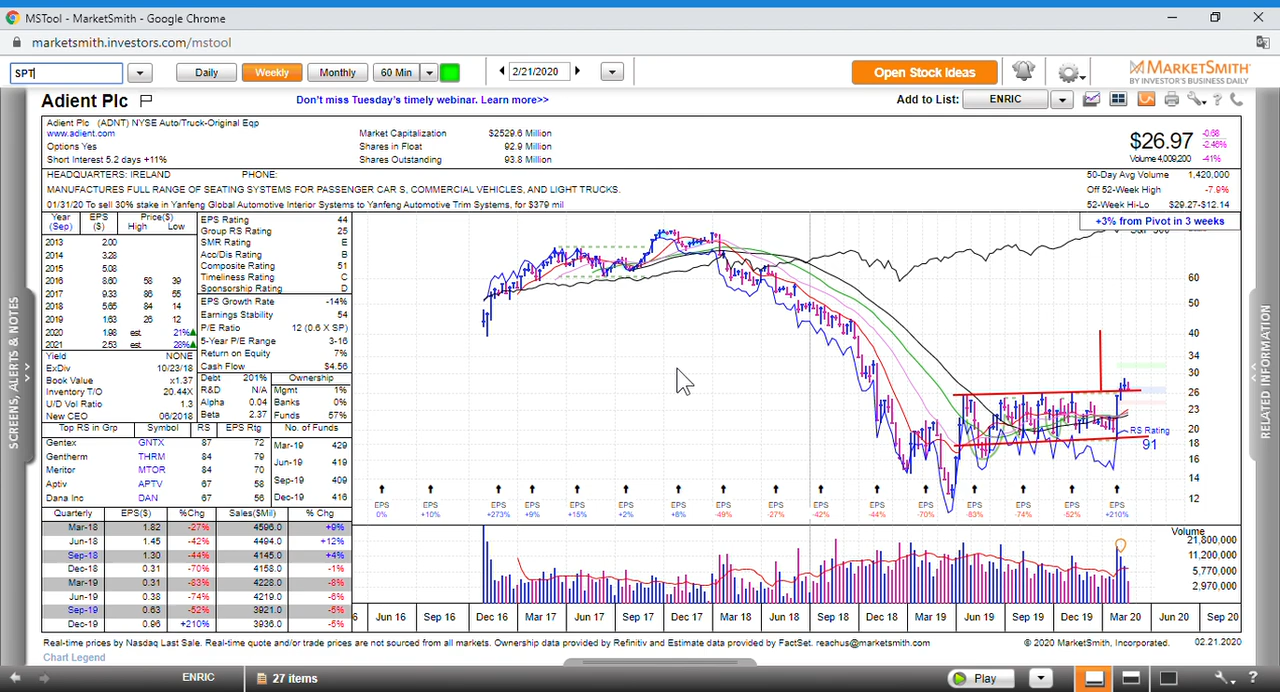 MSTool - MarketSmith - Google Chrome
marketsmith.investors.com/mstool
SPT Daily Weekly Monthly 60 Min 2/21/2020 Open Stock Ideas MARKETSMITH
BY INVESTOR'S BUSINESS DAILY
Adient Plc Don't miss Tuesday's timely webinar. Learn more>> Add to List: ENRIC
Adient Plc (ADNT) NYSE Auto/Truck-Original Eqp
www.adient.com Market Capitalization $2529.6 Million $26.97 -0.68
Options Yes Shares in Float 92.9 Million -2.46%
Short Interest 5.2 days +11% Shares Outstanding 93.8 Million Volume 4,009,200 -41%
HEADQUARTERS: IRELAND PHONE: 50-Day Avg Volume 1,420,000
MANUFACTURES FULL RANGE OF SEATING SYSTEMS FOR PASSENGER CAR S, COMMERCIAL VEHICLES, AND LIGHT TRUCKS. Off 52-Week High -7.9%
01/31/20 To sell 30% stake in Yanfeng Global Automotive Interior Systems to Yanfeng Automotive Trim Systems, for $379 mil 52-Week Hi-Lo $29.27-$12.14
+3% from Pivot in 3 weeks
Year EPS Price($)
(Sep) ($) High Low
2013 2.00
2014 3.28
2015 5.08
2016 8.60 58 39
2017 9.33 86 55
2018 5.65 84 14
2019 1.63 26 12
2020 1.98 est 21%
2021 2.53 est 28%
Yield NONE
ExDiv 10/23/18
Book Value x1.37
Inventory T/O 20.44X
U/D Vol Ratio 1.3
New CEO 06/2018
EPS Rating 44
Group RS Rating 25
SMR Rating E
Acc/Dis Rating B
Composite Rating 51
Timeliness Rating C
Sponsorship Rating D
EPS Growth Rate -14%
Earnings Stability 54
P/E Ratio 12 (0.6 X SP)
5-Year P/E Range 3-16
Return on Equity 7%
Cash Flow $4.56
Debt 201% Ownership
R&D N/A Mgmt 1%
Alpha 0.04 Banks 0%
Beta 2.37 Funds 57%
Top RS in Grp Symbol RS EPS Rtg No. of Funds
Gentex GNTX 87 72 Mar-19 429
Gentherm THRM 84 79 Jun-19 419
Meritor MTOR 84 70
Aptiv APTV 67 58 Sep-19 409
Dana Inc DAN 67 56 Dec-19 416
Quarterly EPS($) %Chg Sales($Mil) % Chg
Mar-18 1.82 -27% 4596.0 +9%
Jun-18 1.45 -42% 4494.0 +12%
Sep-18 1.30 -44% 4145.0 +4%
Dec-18 0.31 -70% 4158.0 -1%
Mar-19 0.31 -83% 4228.0 -8%
Jun-19 0.38 -74% 4219.0 -6%
Sep-19 0.63 -52% 3921.0 -5%
Dec-19 0.96 +210% 3936.0 -5%
60
50
40
34
30
26
23
20
18
16
14
12
RS Rating
91
EPS EPS EPS EPS EPS EPS EPS EPS EPS EPS EPS EPS EPS EPS EPS EPS
0% +10% +273% +9% +15% +2% +8% -49% -27% -42% -44% -70% -83% -74% -52% +210%
Volume
21,800,000
11,200,000
5,770,000
2,970,000
6 Jun 16 Sep 16 Dec 16 Mar 17 Jun 17 Sep 17 Dec 17 Mar 18 Jun 18 Sep 18 Dec 18 Mar 19 Jun 19 Sep 19 Dec 19 Mar 20 Jun 20 Sep 20
Real-time prices by Nasdaq Last Sale. Real-time quote and/or trade prices are not sourced from all markets. Ownership data provided by Refinitiv and Estimate data provided by FactSet. reachus@marketsmith.com © 2020 MarketSmith, Incorporated. 02.21.2020
Chart Legend
ENRIC 27 items Play
SCREENS, ALERTS & NOTES
RELATED INFORMATION